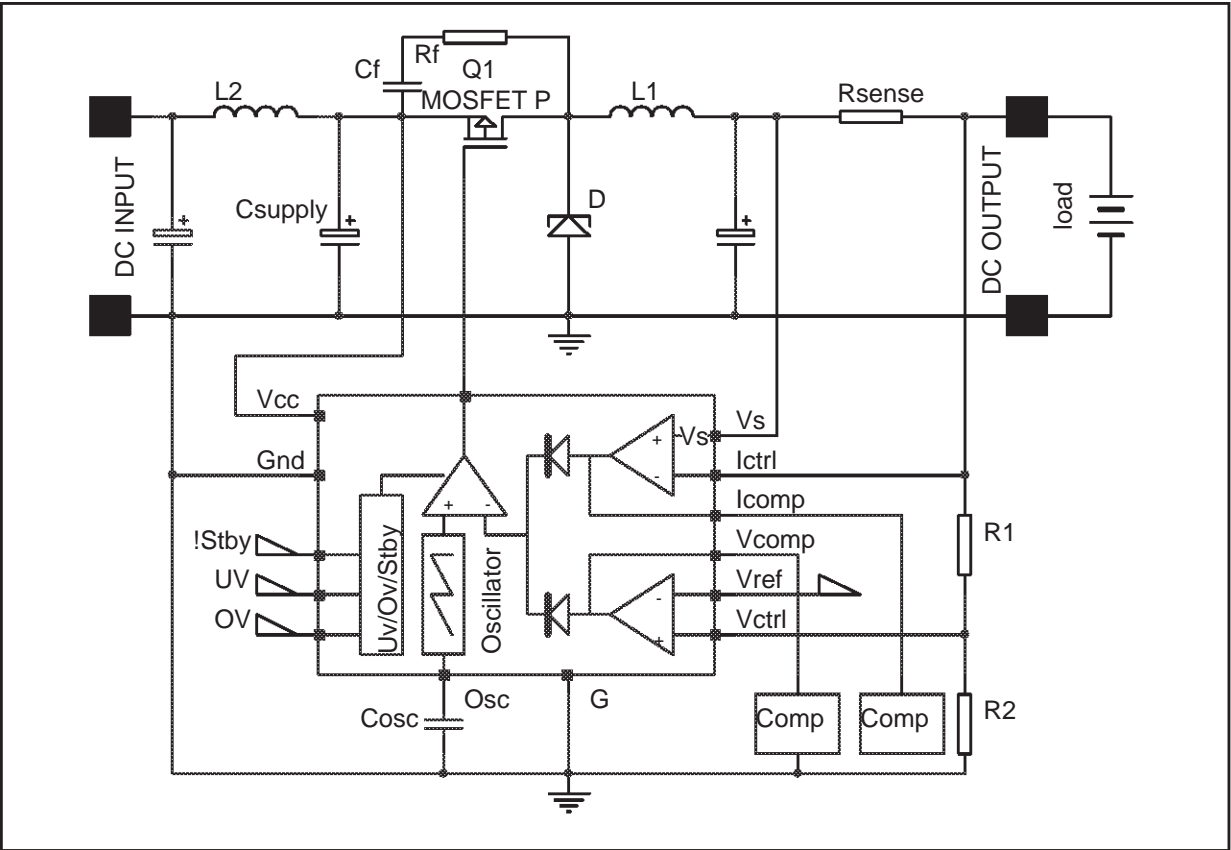 Rf
Cf
Q1
MOSFET P
L2
L1
Rsense
DC INPUT
Csupply
+
+
D
+
DC OUTPUT
load
Vcc
Gnd
!Stby
UV
OV
Uv/Ov/Stby
+ -
Oscillator
+
-
Vs
Vs
Ictrl
Icomp
Vcomp
-
+
Vref
Vctrl
R1
R2
Osc
G
Cosc
Comp
Comp